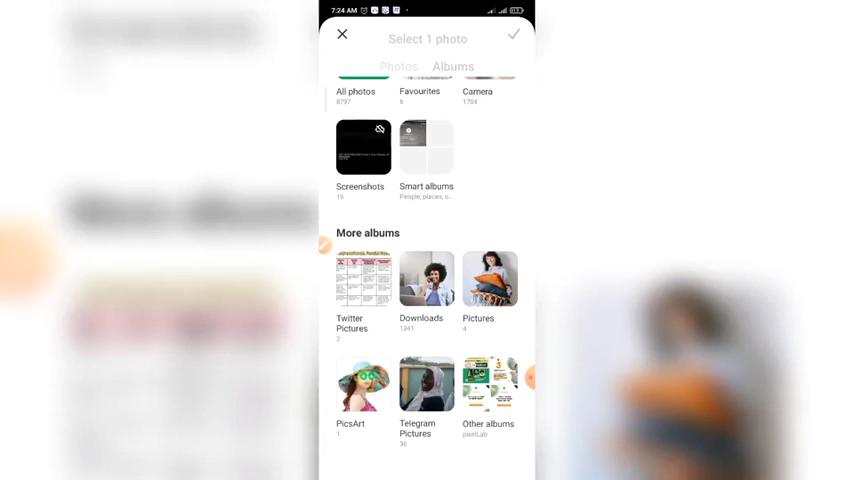 7:24 AM
Select 1 photo
Photos Albums
All photos Favourites Camera
8797 6 1704
Screenshots Smart albums
19 People, places, o...
More albums
Twitter Pictures Downloads Pictures
2 1341 4
PicsArt Telegram Pictures Other albums
1 36 pixelLab